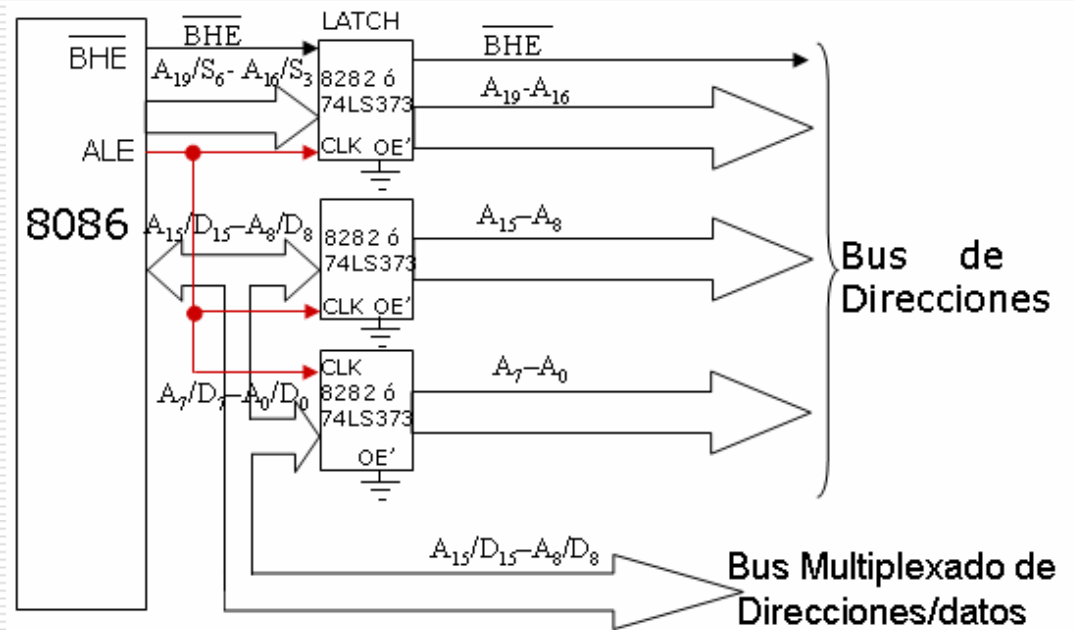 LATCH
B̅H̅E̅
B̅H̅E̅
B̅H̅E̅
A₁₉/S₆- A₁₆/S₃
8282 ó
74LS373
A₁₉-A₁₆
ALE
CLK OE’
8086
A₁₅/D₁₅–A₈/D₈
8282 ó
74LS373
A₁₅–A₈
CLK OE’
Bus de
Direcciones
CLK
A₇/D₇–A₀/D₀
8282 ó
74LS373
A₇–A₀
OE’
A₁₅/D₁₅–A₈/D₈
Bus Multiplexado de
Direcciones/datos